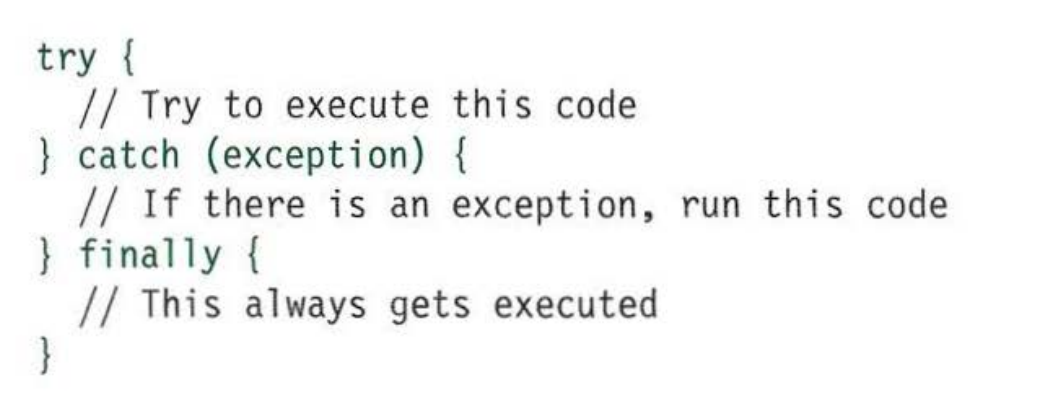 try {
  // Try to execute this code
} catch (exception) {
  // If there is an exception, run this code
} finally {
  // This always gets executed
}